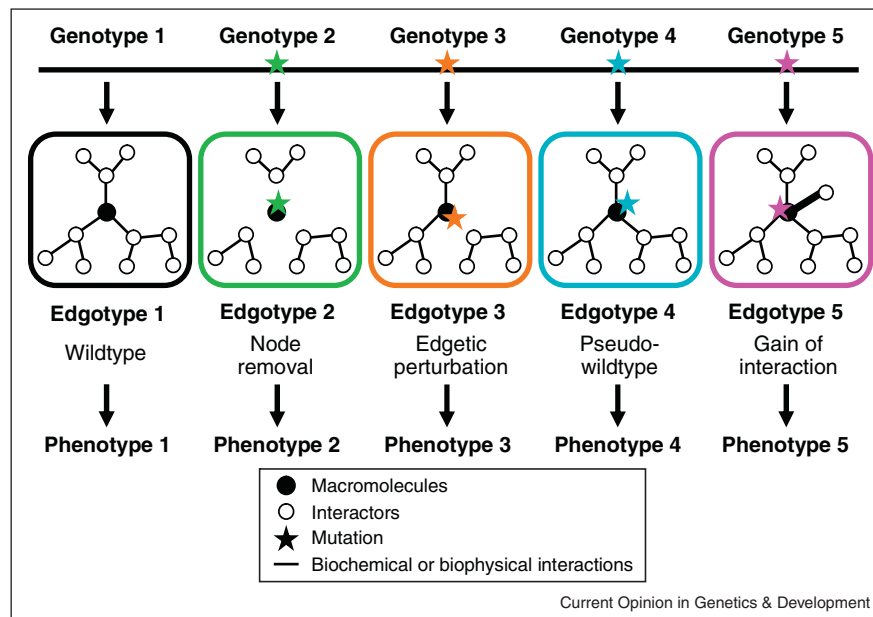 Genotype 1 Genotype 2 Genotype 3 Genotype 4 Genotype 5
Edgotype 1 Edgotype 2 Edgotype 3 Edgotype 4 Edgotype 5
Wildtype
Node
removal
Edgetic
perturbation
Pseudo-
wildtype
Gain of
interaction
Phenotype 1 Phenotype 2 Phenotype 3 Phenotype 4 Phenotype 5
Macromolecules
Interactors
Mutation
Biochemical or biophysical interactions
Current Opinion in Genetics & Development